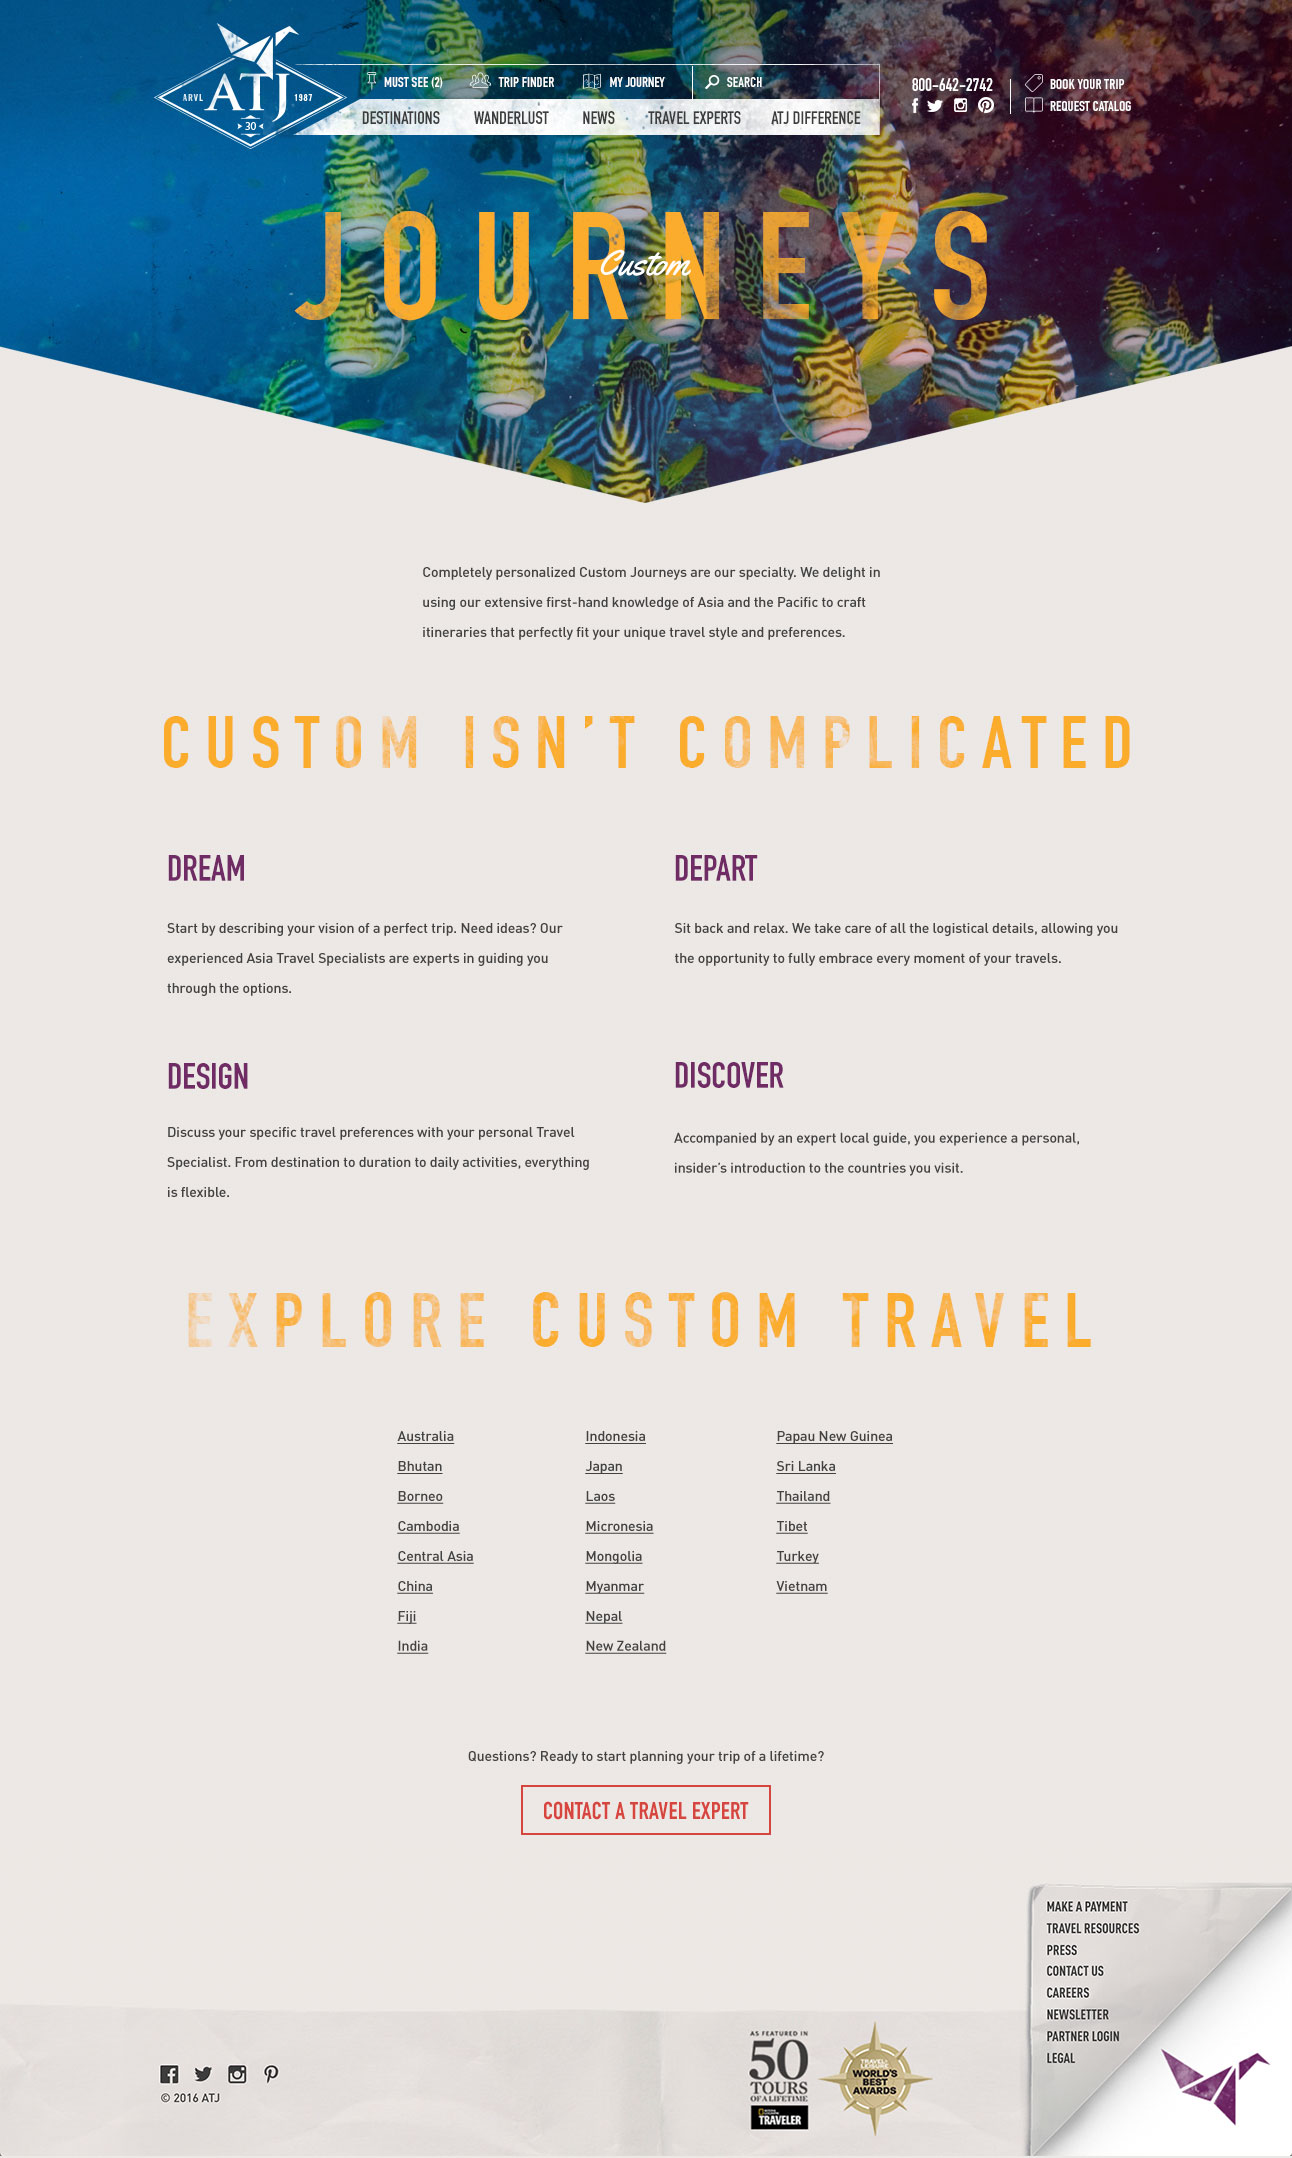 ARVL
ATJ
1987
30
MUST SEE (2)
TRIP FINDER
MY JOURNEY
SEARCH
800-642-2742
BOOK YOUR TRIP
REQUEST CATALOG
DESTINATIONS
WANDERLUST
NEWS
TRAVEL EXPERTS
ATJ DIFFERENCE
JOURNEYS
Custom
Completely personalized Custom Journeys are our specialty. We delight in
using our extensive first-hand knowledge of Asia and the Pacific to craft
itineraries that perfectly fit your unique travel style and preferences.
CUSTOM ISN'T COMPLICATED
DREAM
Start by describing your vision of a perfect trip. Need ideas? Our
experienced Asia Travel Specialists are experts in guiding you
through the options.
DEPART
Sit back and relax. We take care of all the logistical details, allowing you
the opportunity to fully embrace every moment of your travels.
DESIGN
Discuss your specific travel preferences with your personal Travel
Specialist. From destination to duration to daily activities, everything
is flexible.
DISCOVER
Accompanied by an expert local guide, you experience a personal,
insider's introduction to the countries you visit.
EXPLORE CUSTOM TRAVEL
Australia
Bhutan
Borneo
Cambodia
Central Asia
China
Fiji
India
Indonesia
Japan
Laos
Micronesia
Mongolia
Myanmar
Nepal
New Zealand
Papau New Guinea
Sri Lanka
Thailand
Tibet
Turkey
Vietnam
Questions? Ready to start planning your trip of a lifetime?
CONTACT A TRAVEL EXPERT
MAKE A PAYMENT
TRAVEL RESOURCES
PRESS
CONTACT US
CAREERS
NEWSLETTER
PARTNER LOGIN
LEGAL
© 2016 ATJ
AS FEATURED IN
50
TOURS
OF A LIFETIME
NATIONAL GEOGRAPHIC
TRAVELER
TRAVEL+
LEISURE
WORLD'S
BEST
AWARDS